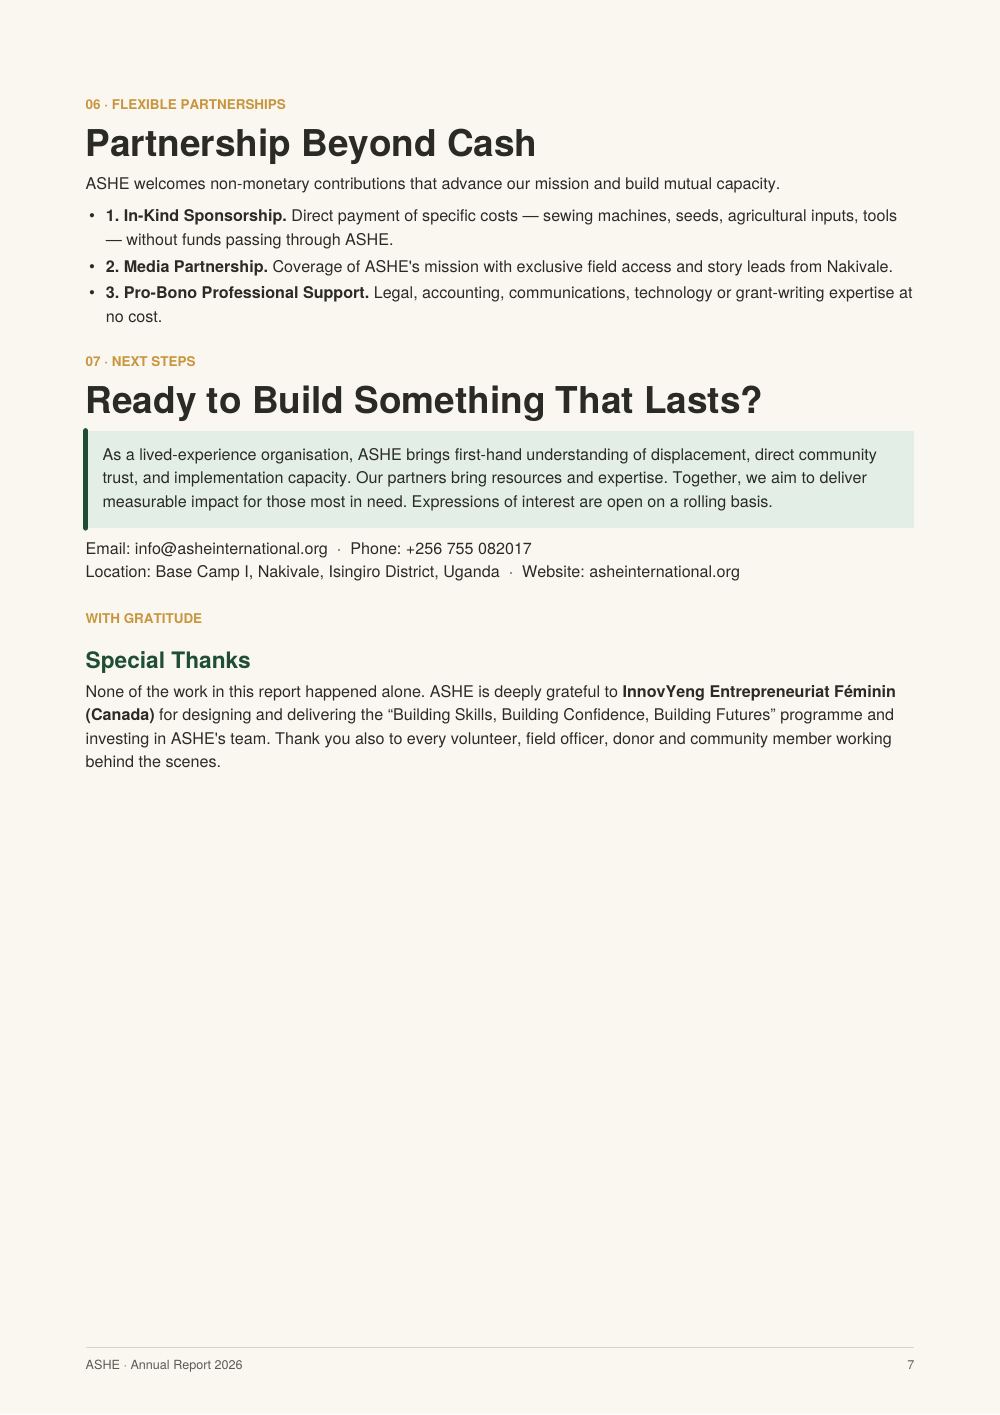 06 · FLEXIBLE PARTNERSHIPS
Partnership Beyond Cash
ASHE welcomes non-monetary contributions that advance our mission and build mutual capacity.
• 1. In-Kind Sponsorship. Direct payment of specific costs — sewing machines, seeds, agricultural inputs, tools
— without funds passing through ASHE.
• 2. Media Partnership. Coverage of ASHE's mission with exclusive field access and story leads from Nakivale.
• 3. Pro-Bono Professional Support. Legal, accounting, communications, technology or grant-writing expertise at
no cost.
07 · NEXT STEPS
Ready to Build Something That Lasts?
As a lived-experience organisation, ASHE brings first-hand understanding of displacement, direct community
trust, and implementation capacity. Our partners bring resources and expertise. Together, we aim to deliver
measurable impact for those most in need. Expressions of interest are open on a rolling basis.
Email: info@asheinternational.org · Phone: +256 755 082017
Location: Base Camp I, Nakivale, Isingiro District, Uganda · Website: asheinternational.org
WITH GRATITUDE
Special Thanks
None of the work in this report happened alone. ASHE is deeply grateful to InnovYeng Entrepreneuriat Féminin
(Canada) for designing and delivering the “Building Skills, Building Confidence, Building Futures” programme and
investing in ASHE's team. Thank you also to every volunteer, field officer, donor and community member working
behind the scenes.
ASHE · Annual Report 2026
7